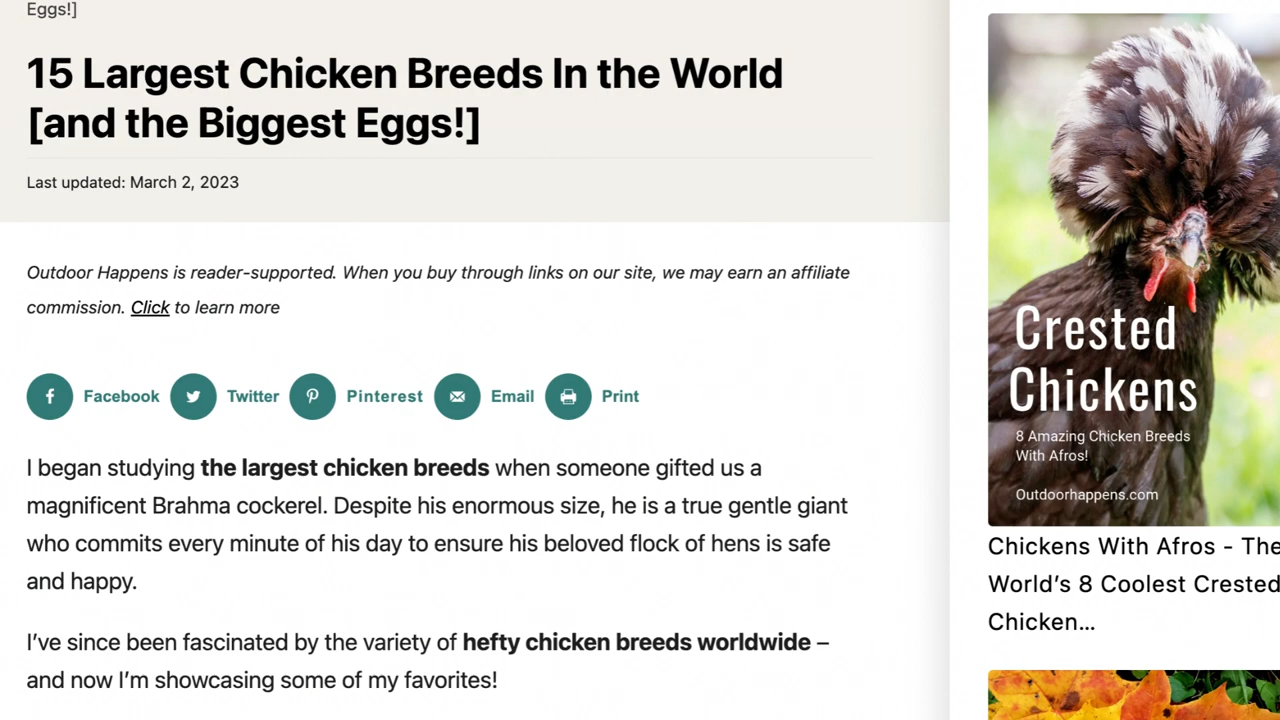 Eggs!]
15 Largest Chicken Breeds In the World
[and the Biggest Eggs!]
Last updated: March 2, 2023
Outdoor Happens is reader-supported. When you buy through links on our site, we may earn an affiliate
commission. Click to learn more
Facebook Twitter Pinterest Email Print
I began studying the largest chicken breeds when someone gifted us a
magnificent Brahma cockerel. Despite his enormous size, he is a true gentle giant
who commits every minute of his day to ensure his beloved flock of hens is safe
and happy.
I’ve since been fascinated by the variety of hefty chicken breeds worldwide –
and now I’m showcasing some of my favorites!
Crested
Chickens
8 Amazing Chicken Breeds
With Afros!
Outdoorhappens.com
Chickens With Afros - The
World’s 8 Coolest Crested
Chicken...